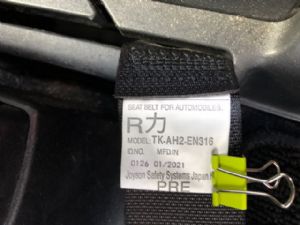 SEAT BELT FOR AUTOMOBILES
R力
MODEL: TK-AH2-EN316
ID.NO. MFD.IN
0126 01/2021
Joyson Safety Systems Japan
PRE